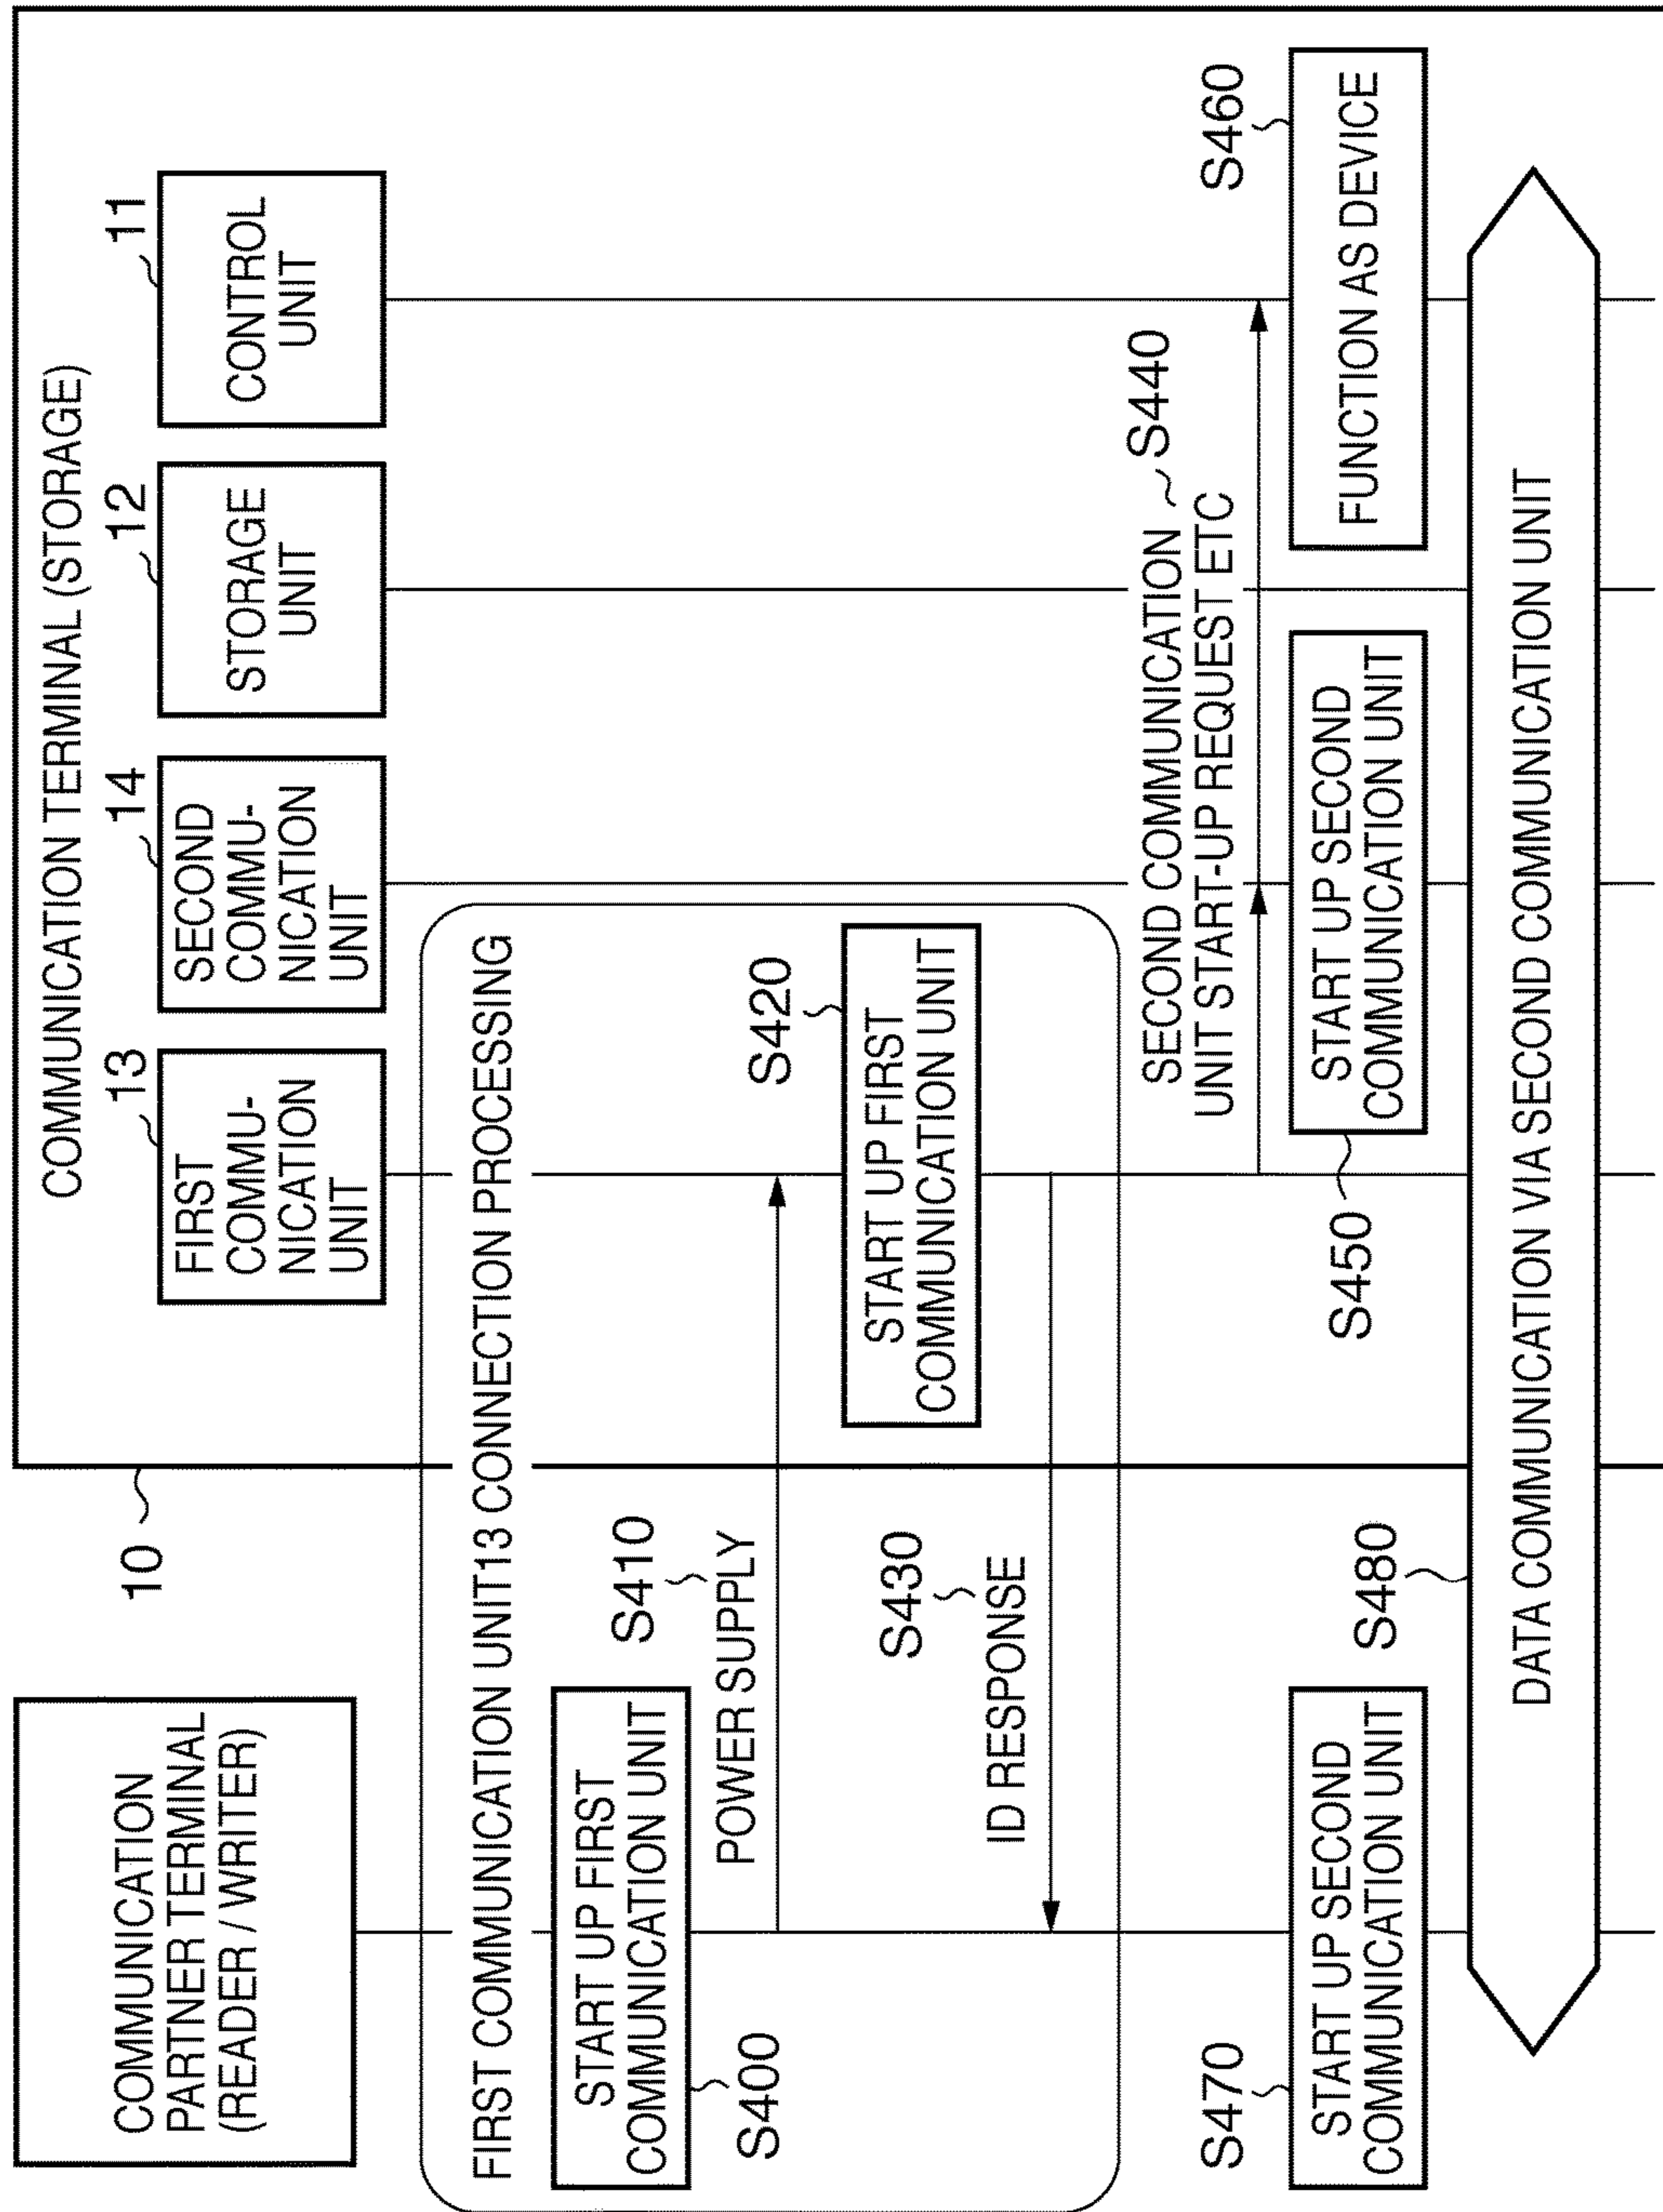 COMMUNICATION
PARTNER TERMINAL
(READER / WRITER)
10
COMMUNICATION TERMINAL (STORAGE)
13
FIRST
COMMU-
NICATION
UNIT
14
SECOND
COMMU-
NICATION
UNIT
12
STORAGE
UNIT
11
CONTROL
UNIT
FIRST COMMUNICATION UNIT13 CONNECTION PROCESSING
START UP FIRST
COMMUNICATION UNIT
S400
S410
POWER SUPPLY
S420
START UP FIRST
COMMUNICATION UNIT
S430
ID RESPONSE
S440
SECOND COMMUNICATION
UNIT START-UP REQUEST ETC
S470
START UP SECOND
COMMUNICATION UNIT
S450
START UP SECOND
COMMUNICATION UNIT
S460
FUNCTION AS DEVICE
S480
DATA COMMUNICATION VIA SECOND COMMUNICATION UNIT